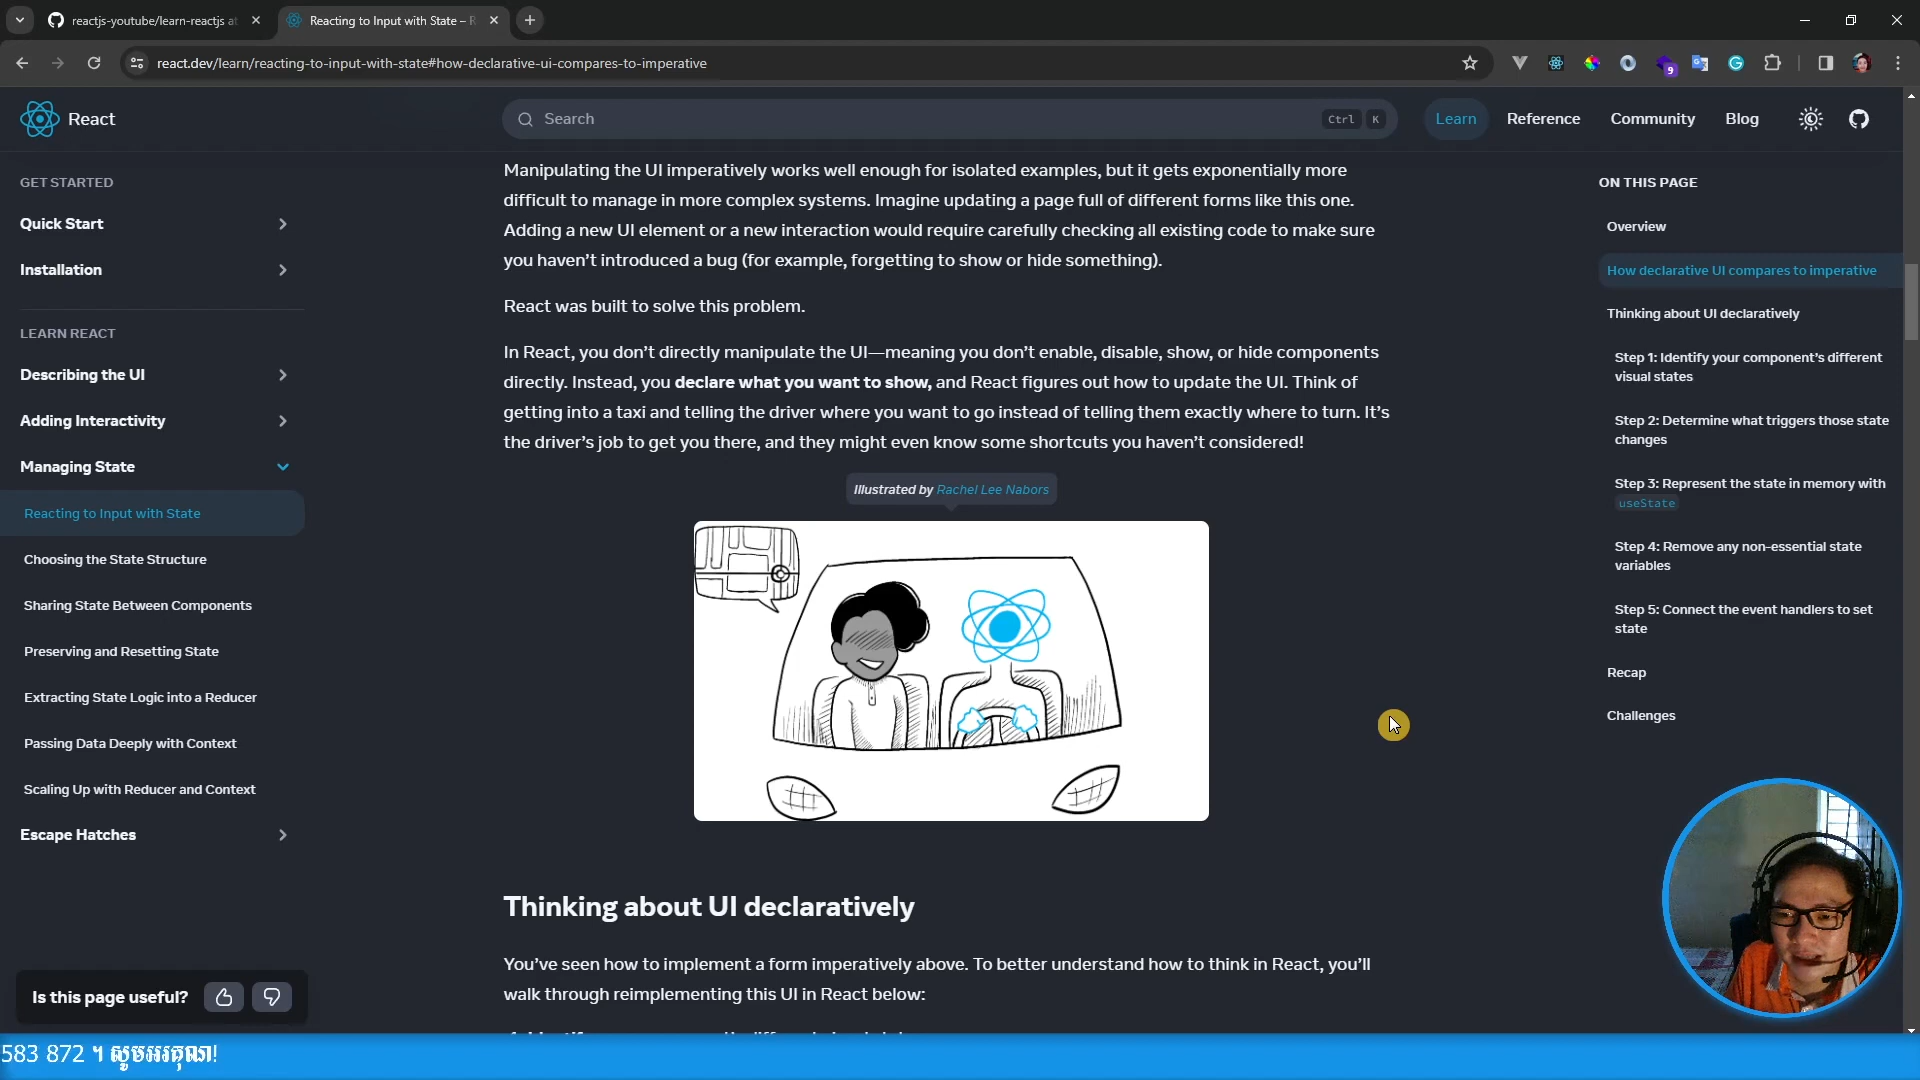 reactjs-youtube/learn-reactjs at
Reacting to Input with State – R
react.dev/learn/reacting-to-input-with-state#how-declarative-ui-compares-to-imperative
9
React
Search
Ctrl K
Learn
Reference
Community
Blog
GET STARTED
Quick Start
Installation
LEARN REACT
Describing the UI
Adding Interactivity
Managing State
Reacting to Input with State
Choosing the State Structure
Sharing State Between Components
Preserving and Resetting State
Extracting State Logic into a Reducer
Passing Data Deeply with Context
Scaling Up with Reducer and Context
Escape Hatches
Is this page useful?
Manipulating the UI imperatively works well enough for isolated examples, but it gets exponentially more
difficult to manage in more complex systems. Imagine updating a page full of different forms like this one.
Adding a new UI element or a new interaction would require carefully checking all existing code to make sure
you haven’t introduced a bug (for example, forgetting to show or hide something).
React was built to solve this problem.
In React, you don’t directly manipulate the UI—meaning you don’t enable, disable, show, or hide components
directly. Instead, you declare what you want to show, and React figures out how to update the UI. Think of
getting into a taxi and telling the driver where you want to go instead of telling them exactly where to turn. It’s
the driver’s job to get you there, and they might even know some shortcuts you haven’t considered!
Illustrated by Rachel Lee Nabors
Thinking about UI declaratively
You’ve seen how to implement a form imperatively above. To better understand how to think in React, you’ll
walk through reimplementing this UI in React below:
ON THIS PAGE
Overview
How declarative UI compares to imperative
Thinking about UI declaratively
Step 1: Identify your component’s different
visual states
Step 2: Determine what triggers those state
changes
Step 3: Represent the state in memory with
useState
Step 4: Remove any non-essential state
variables
Step 5: Connect the event handlers to set
state
Recap
Challenges
583 872 ។ សូមអរគុណ!